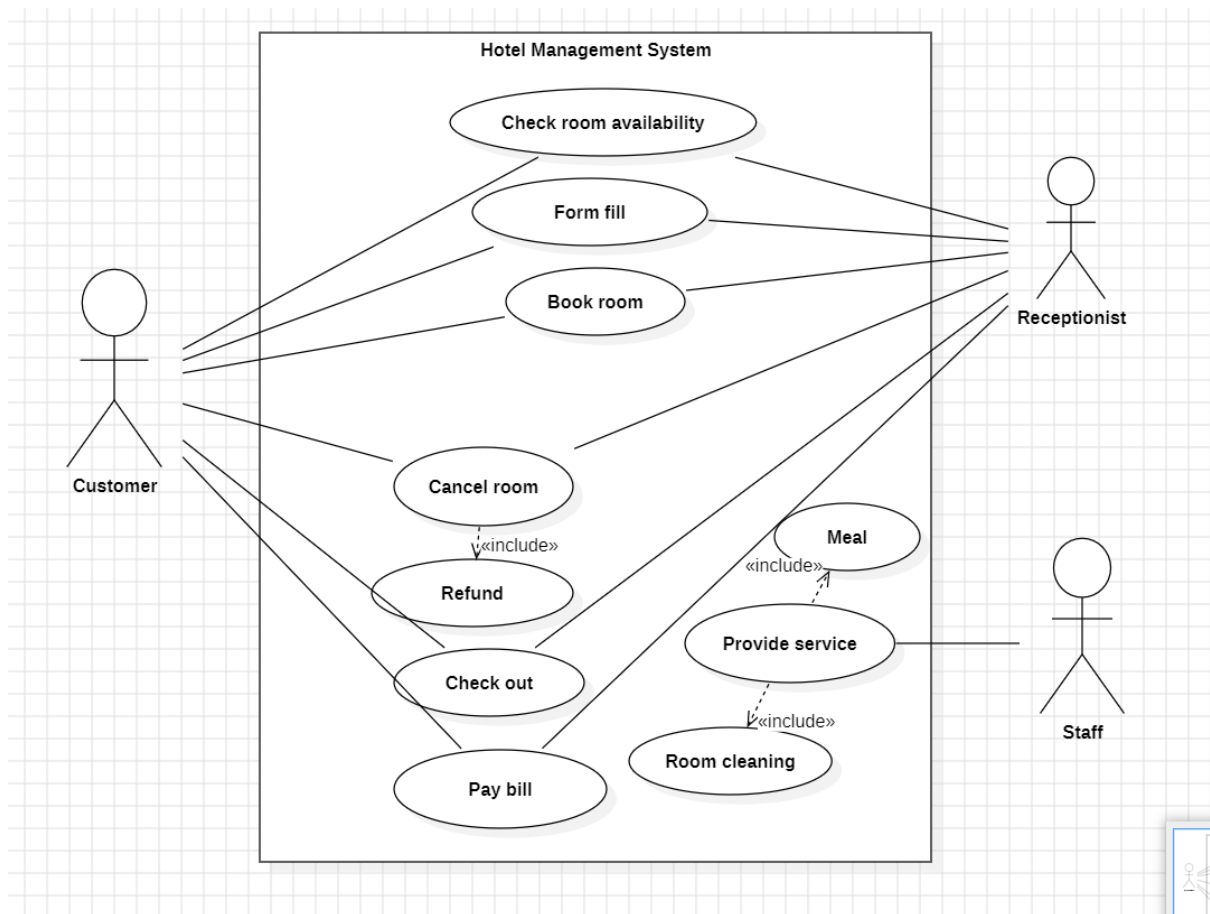 Hotel Management System
Check room availability
Form fill
Book room
Receptionist
Customer
Cancel room
«include»
Refund
Meal
«include»
Provide service
Check out
«include»
Staff
Room cleaning
Pay bill